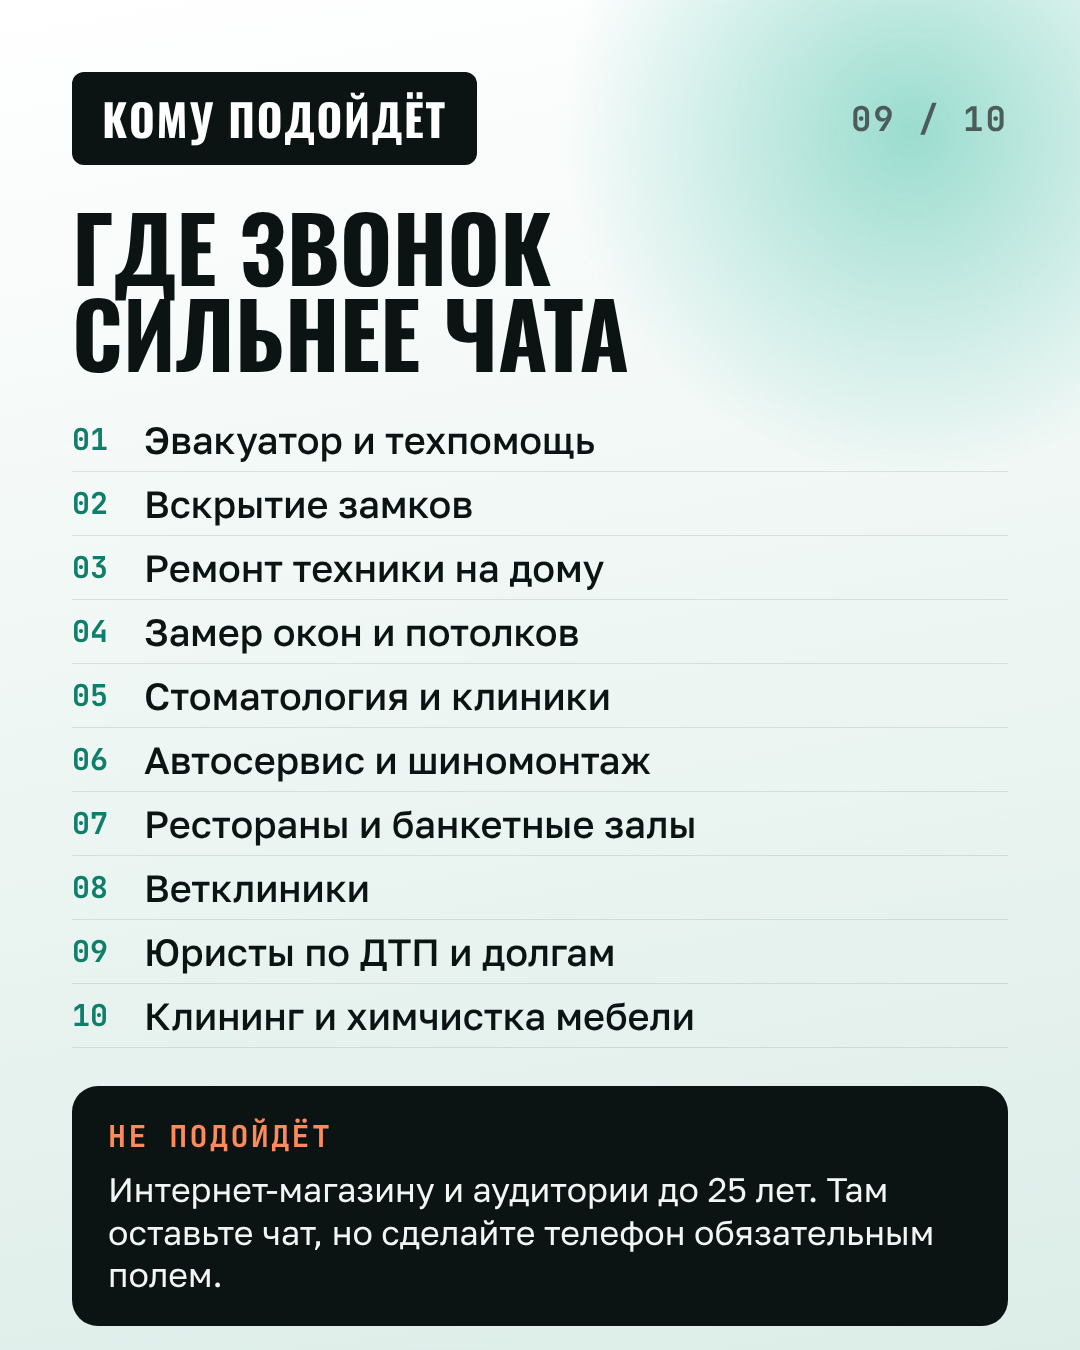 КОМУ ПОДОЙДЁТ
09 / 10
ГДЕ ЗВОНОК
СИЛЬНЕЕ ЧАТА
01 Эвакуатор и техпомощь
02 Вскрытие замков
03 Ремонт техники на дому
04 Замер окон и потолков
05 Стоматология и клиники
06 Автосервис и шиномонтаж
07 Рестораны и банкетные залы
08 Ветклиники
09 Юристы по ДТП и долгам
10 Клининг и химчистка мебели
НЕ ПОДОЙДЁТ
Интернет-магазину и аудитории до 25 лет. Там
оставьте чат, но сделайте телефон обязательным
полем.